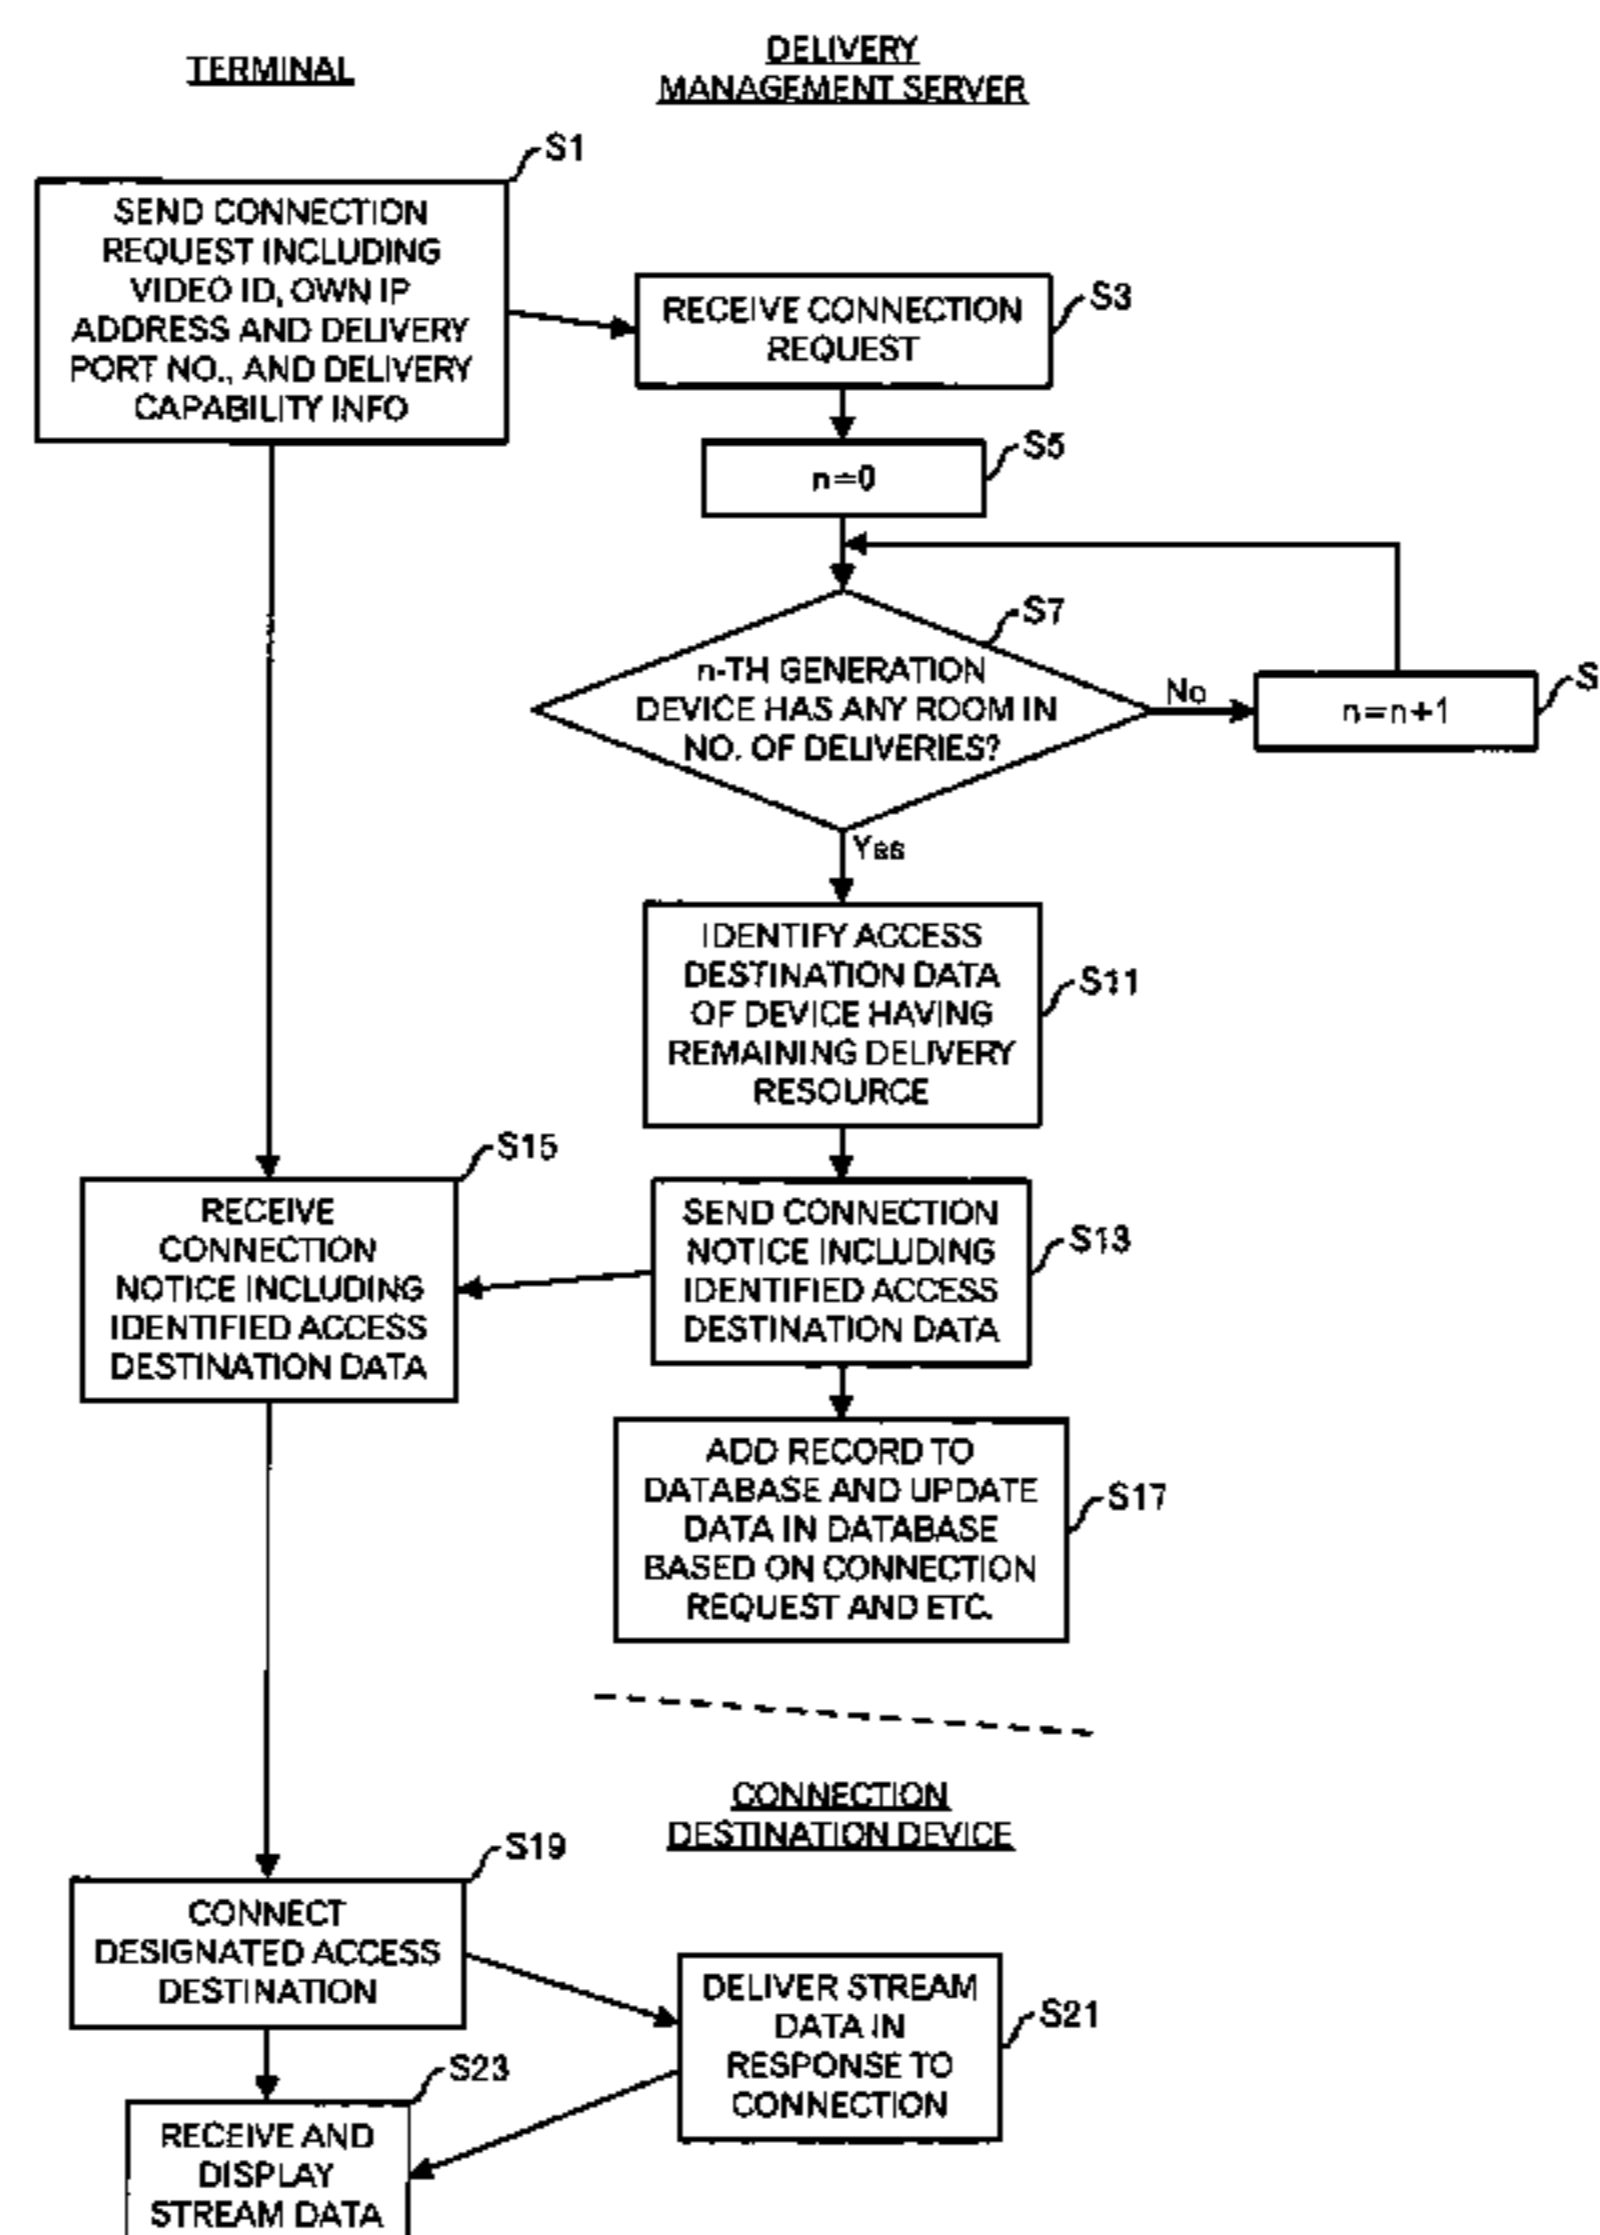 TERMINAL
DELIVERY
MANAGEMENT SERVER
S1
SEND CONNECTION
REQUEST INCLUDING
VIDEO ID, OWN IP
ADDRESS AND DELIVERY
PORT NO., AND DELIVERY
CAPABILITY INFO
S3
RECEIVE CONNECTION
REQUEST
S5
n=0
S7
n-TH GENERATION
DEVICE HAS ANY ROOM IN
NO. OF DELIVERIES?
No
S
n=n+1
Yes
S11
IDENTIFY ACCESS
DESTINATION DATA
OF DEVICE HAVING
REMAINING DELIVERY
RESOURCE
S15
RECEIVE
CONNECTION
NOTICE INCLUDING
IDENTIFIED ACCESS
DESTINATION DATA
S13
SEND CONNECTION
NOTICE INCLUDING
IDENTIFIED ACCESS
DESTINATION DATA
S17
ADD RECORD TO
DATABASE AND UPDATE
DATA IN DATABASE
BASED ON CONNECTION
REQUEST AND ETC.
CONNECTION
DESTINATION DEVICE
S19
CONNECT
DESIGNATED ACCESS
DESTINATION
S21
DELIVER STREAM
DATA IN
RESPONSE TO
CONNECTION
S23
RECEIVE AND
DISPLAY
STREAM DATA